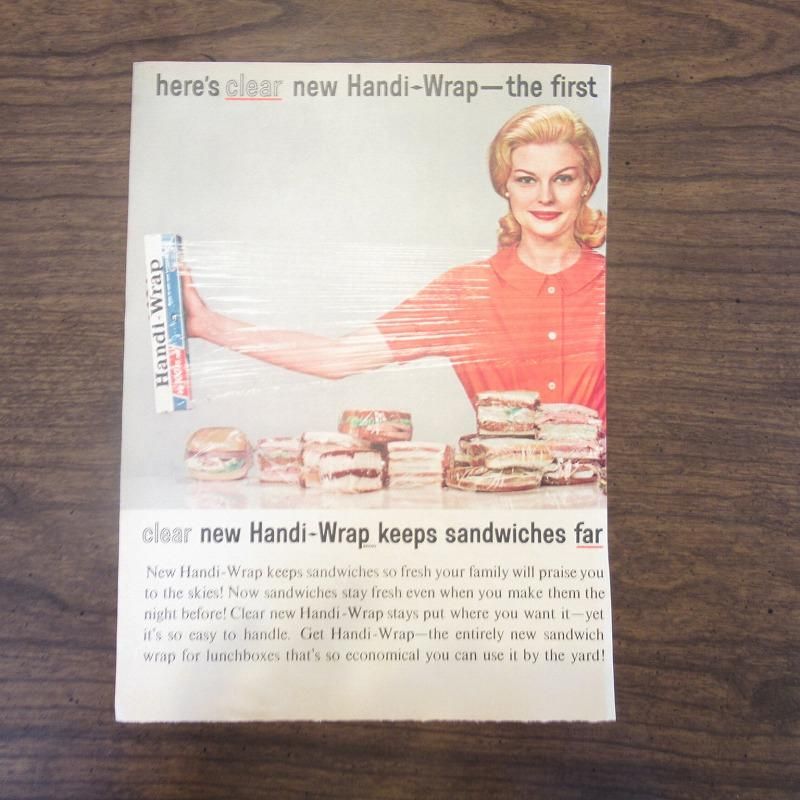 here's clear new Handi-Wrap—the first
Handi-Wrap
clear new Handi-Wrap keeps sandwiches far
New Handi-Wrap keeps sandwiches so fresh your family will praise you
to the skies! Now sandwiches stay fresh even when you make them the
night before! Clear new Handi-Wrap stays put where you want it—yet
it's so easy to handle. Get Handi-Wrap—the entirely new sandwich
wrap for lunchboxes that's so economical you can use it by the yard!